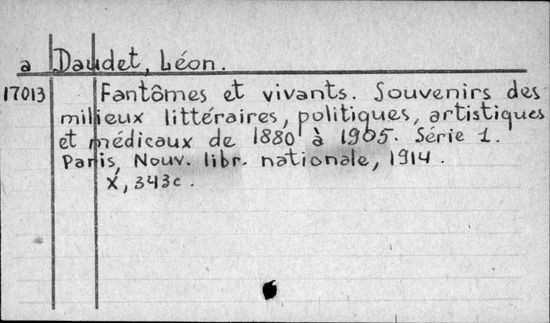 a Daudet, Léon.
17013 Fantômes et vivants. Souvenirs des
milieux littéraires, politiques, artistiques
et médicaux de 1880 à 1905. Série 1.
Paris, Nouv. libr. nationale, 1914.
X, 343c.